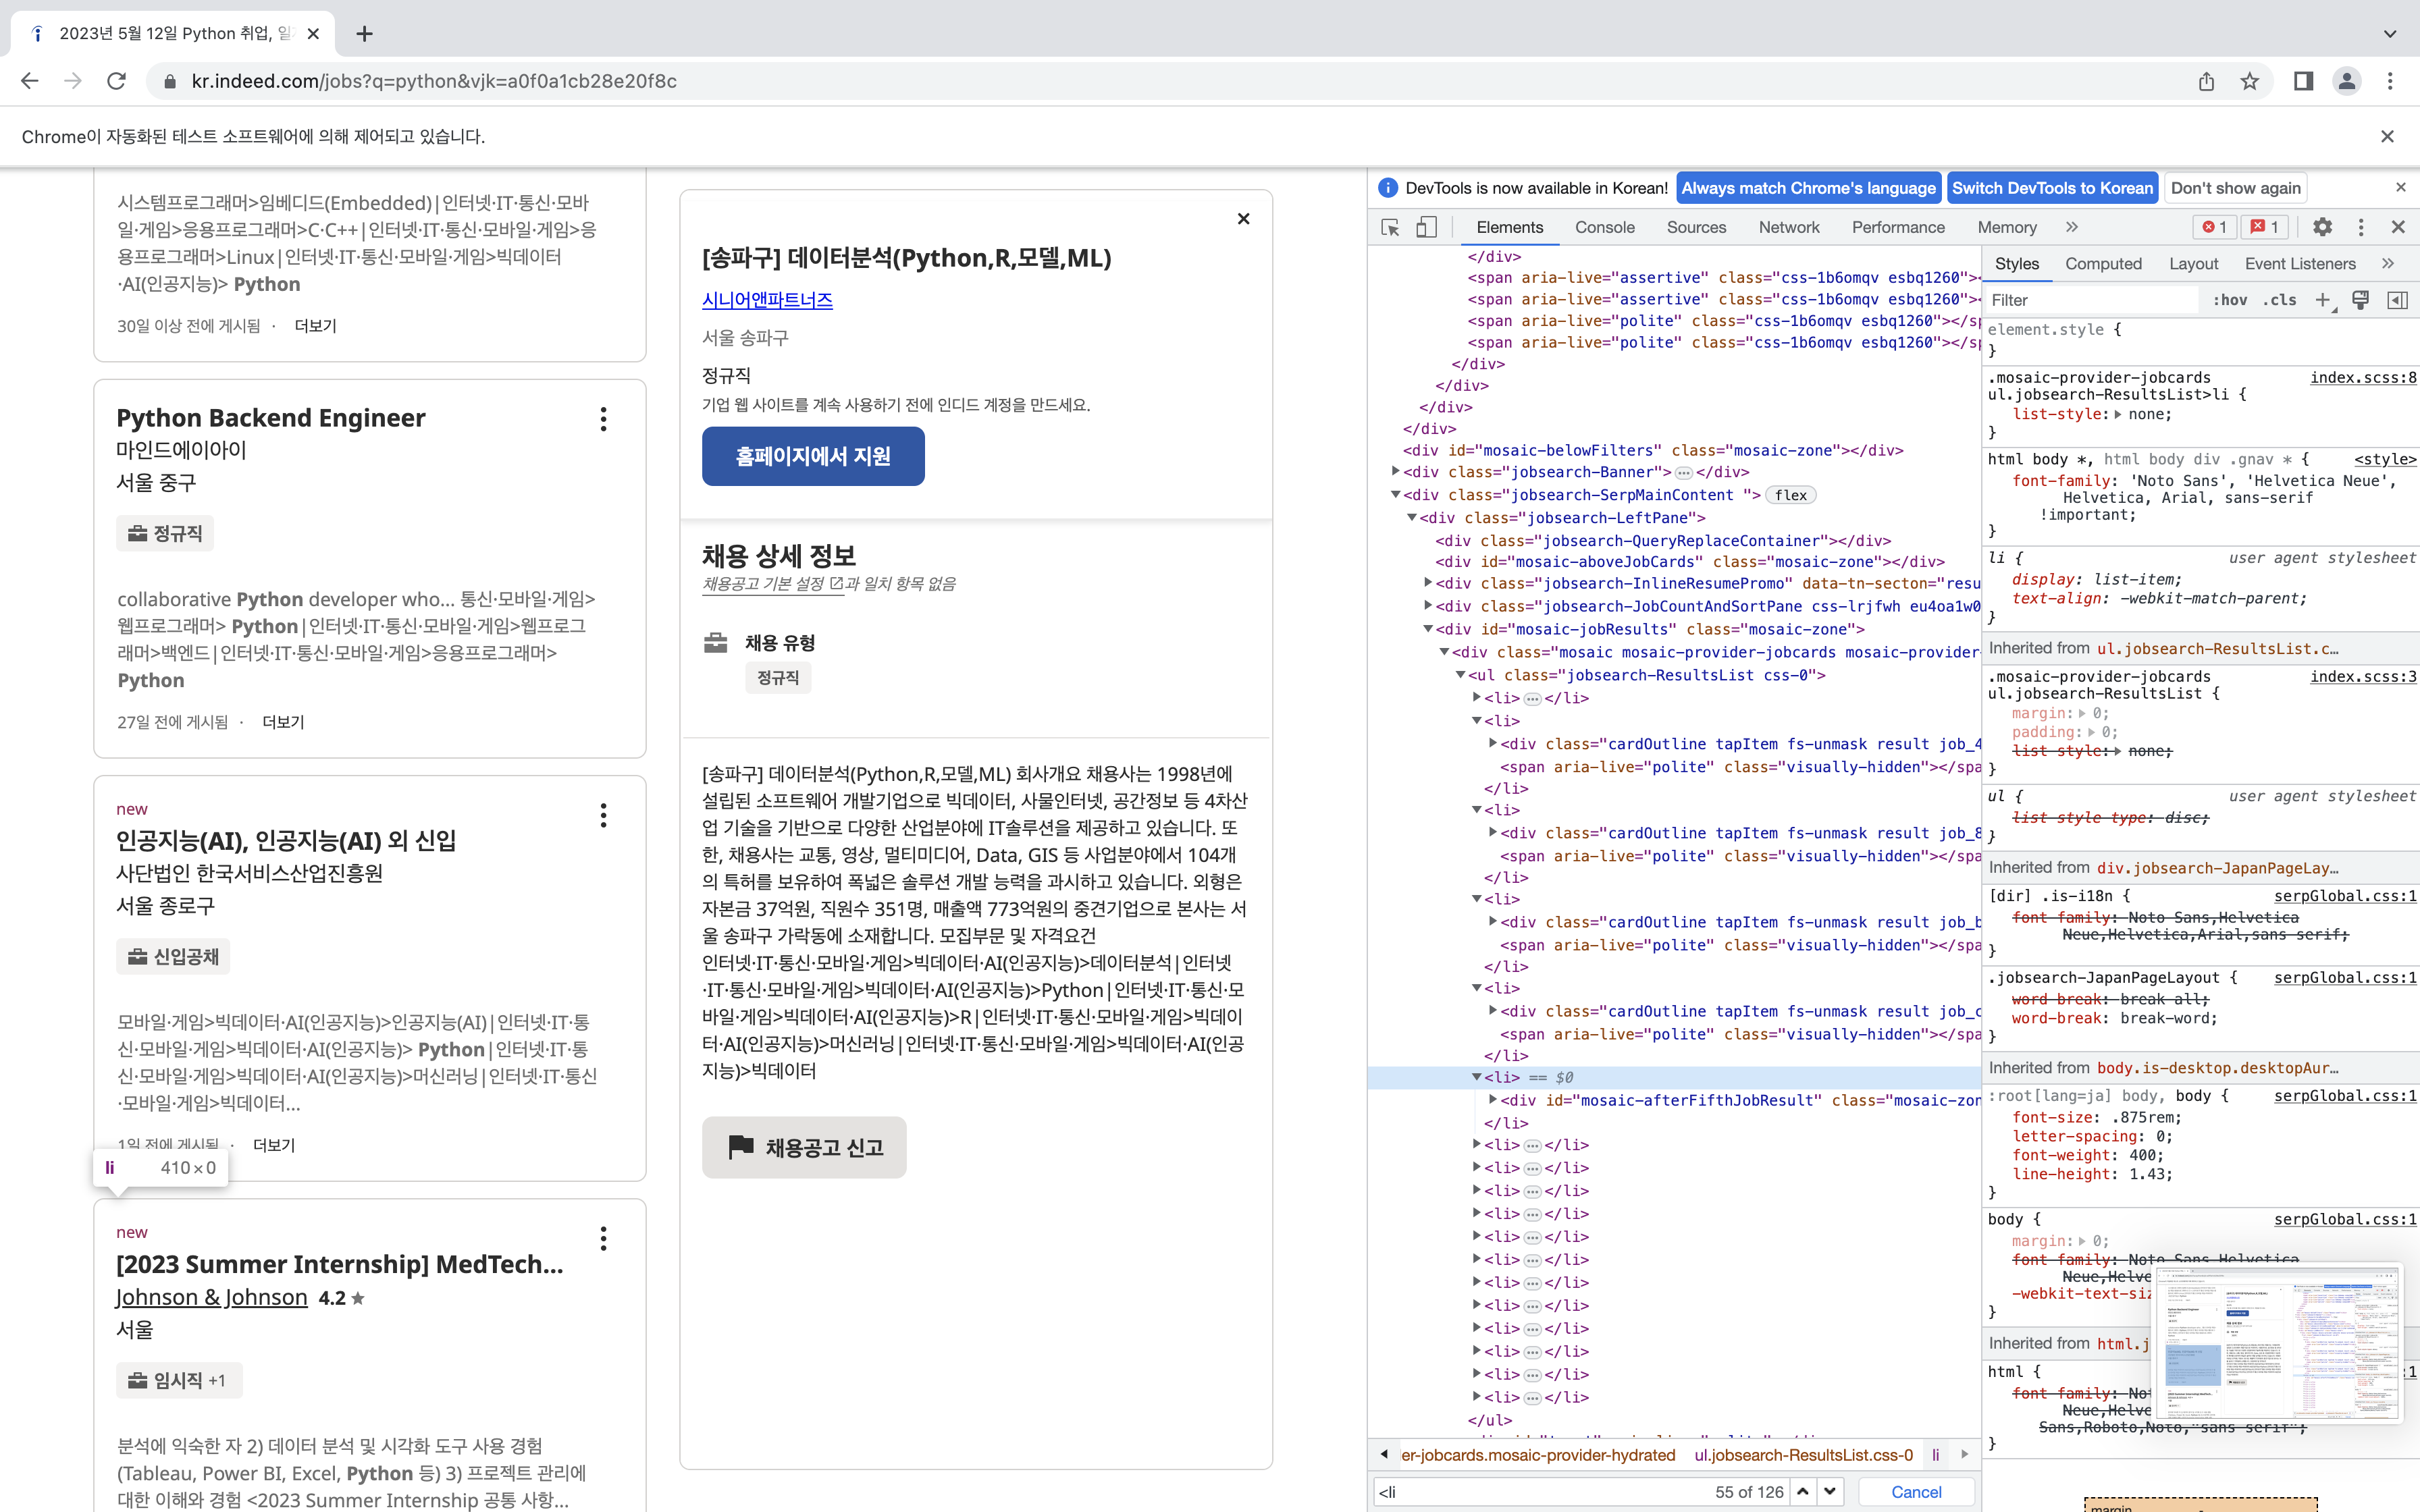 2023년 5월 12일 Python 취업, 일
kr.indeed.com/jobs?q=python&vjk=a0f0a1cb28e20f8c
Chrome이 자동화된 테스트 소프트웨어에 의해 제어되고 있습니다.
시스템프로그래머>임베디드(Embedded)|인터넷·IT·통신·모바
일·게임>응용프로그래머>C·C++|인터넷·IT·통신·모바일·게임>응
용프로그래머>Linux|인터넷·IT·통신·모바일·게임>빅데이터
·AI(인공지능)> Python
30일 이상 전에 게시됨 · 더보기
Python Backend Engineer
마인드에이아이
서울 중구
정규직
collaborative Python developer who... 통신·모바일·게임>
웹프로그래머> Python|인터넷·IT·통신·모바일·게임>웹프로그
래머>백엔드|인터넷·IT·통신·모바일·게임>응용프로그래머>
Python
27일 전에 게시됨 · 더보기
new
인공지능(AI), 인공지능(AI) 외 신입
사단법인 한국서비스산업진흥원
서울 종로구
신입공채
모바일·게임>빅데이터·AI(인공지능)>인공지능(AI)|인터넷·IT·통
신·모바일·게임>빅데이터·AI(인공지능)> Python|인터넷·IT·통
신·모바일·게임>빅데이터·AI(인공지능)>머신러닝|인터넷·IT·통신
·모바일·게임>빅데이터...
1일 전에 게시됨 · 더보기
li 410×0
new
[2023 Summer Internship] MedTech...
Johnson & Johnson 4.2
서울
임시직 +1
분석에 익숙한 자 2) 데이터 분석 및 시각화 도구 사용 경험
(Tableau, Power BI, Excel, Python 등) 3) 프로젝트 관리에
대한 이해와 경험 <2023 Summer Internship 공통 사항...
[송파구] 데이터분석(Python,R,모델,ML)
시니어앤파트너즈
서울 송파구
정규직
기업 웹 사이트를 계속 사용하기 전에 인디드 계정을 만드세요.
홈페이지에서 지원
채용 상세 정보
채용공고 기본 설정 과 일치 항목 없음
채용 유형
정규직
[송파구] 데이터분석(Python,R,모델,ML) 회사개요 채용사는 1998년에
설립된 소프트웨어 개발기업으로 빅데이터, 사물인터넷, 공간정보 등 4차산
업 기술을 기반으로 다양한 산업분야에 IT솔루션을 제공하고 있습니다. 또
한, 채용사는 교통, 영상, 멀티미디어, Data, GIS 등 사업분야에서 104개
의 특허를 보유하여 폭넓은 솔루션 개발 능력을 과시하고 있습니다. 외형은
자본금 37억원, 직원수 351명, 매출액 773억원의 중견기업으로 본사는 서
울 송파구 가락동에 소재합니다. 모집부문 및 자격요건
인터넷·IT·통신·모바일·게임>빅데이터·AI(인공지능)>데이터분석|인터넷
·IT·통신·모바일·게임>빅데이터·AI(인공지능)>Python|인터넷·IT·통신·모
바일·게임>빅데이터·AI(인공지능)>R|인터넷·IT·통신·모바일·게임>빅데이
터·AI(인공지능)>머신러닝|인터넷·IT·통신·모바일·게임>빅데이터·AI(인공
지능)>빅데이터
채용공고 신고
DevTools is now available in Korean! Always match Chrome's language Switch DevTools to Korean Don't show again
Elements Console Sources Network Performance Memory 1 1
</div>
<span aria-live="assertive" class="css-1b6omqv esbq1260"><
<span aria-live="assertive" class="css-1b6omqv esbq1260"><
<span aria-live="polite" class="css-1b6omqv esbq1260"></sp
<span aria-live="polite" class="css-1b6omqv esbq1260"></sp
</div>
</div>
</div>
</div>
<div id="mosaic-belowFilters" class="mosaic-zone"></div>
<div class="jobsearch-Banner">…</div>
<div class="jobsearch-SerpMainContent "> flex
<div class="jobsearch-LeftPane">
<div class="jobsearch-QueryReplaceContainer"></div>
<div id="mosaic-aboveJobCards" class="mosaic-zone"></div>
<div class="jobsearch-InlineResumePromo" data-tn-secton="resu
<div class="jobsearch-JobCountAndSortPane css-lrjfwh eu4oa1w0
<div id="mosaic-jobResults" class="mosaic-zone">
<div class="mosaic mosaic-provider-jobcards mosaic-provider-
<ul class="jobsearch-ResultsList css-0">
<li>…</li>
<li>
<div class="cardOutline tapItem fs-unmask result job_4
<span aria-live="polite" class="visually-hidden"></spa
</li>
<li>
<div class="cardOutline tapItem fs-unmask result job_8
<span aria-live="polite" class="visually-hidden"></spa
</li>
<li>
<div class="cardOutline tapItem fs-unmask result job_b
<span aria-live="polite" class="visually-hidden"></spa
</li>
<li>
<div class="cardOutline tapItem fs-unmask result job_c
<span aria-live="polite" class="visually-hidden"></spa
</li>
<li> == $0
<div id="mosaic-afterFifthJobResult" class="mosaic-zon
</li>
<li>…</li>
<li>…</li>
<li>…</li>
<li>…</li>
<li>…</li>
<li>…</li>
<li>…</li>
<li>…</li>
<li>…</li>
<li>…</li>
<li>…</li>
<li>…</li>
</ul>
er-jobcards.mosaic-provider-hydrated ul.jobsearch-ResultsList.css-0 li
<li 55 of 126 Cancel
Styles Computed Layout Event Listeners
Filter :hov .cls
element.style {
}
.mosaic-provider-jobcards index.scss:8
ul.jobsearch-ResultsList>li {
list-style: none;
}
html body *, html body div .gnav * { <style>
font-family: 'Noto Sans', 'Helvetica Neue',
Helvetica, Arial, sans-serif
!important;
}
li { user agent stylesheet
display: list-item;
text-align: -webkit-match-parent;
}
Inherited from ul.jobsearch-ResultsList.c…
.mosaic-provider-jobcards index.scss:3
ul.jobsearch-ResultsList {
margin: 0;
padding: 0;
list-style: none;
}
ul { user agent stylesheet
list-style-type: disc;
}
Inherited from div.jobsearch-JapanPageLay…
[dir] .is-i18n { serpGlobal.css:1
font-family: Noto Sans,Helvetica
Neue,Helvetica,Arial,sans-serif;
}
.jobsearch-JapanPageLayout { serpGlobal.css:1
word-break: break-all;
word-break: break-word;
}
Inherited from body.is-desktop.desktopAur…
:root[lang=ja] body, body { serpGlobal.css:1
font-size: .875rem;
letter-spacing: 0;
font-weight: 400;
line-height: 1.43;
}
body { serpGlobal.css:1
margin: 0;
font-family: Noto Sans,Helvetica
Neue,Helve
-webkit-text-siz
}
Inherited from html.j
html { :1
font-family: Not
Neue,Helve
Sans,Roboto,Noto,"sans-serif";
}
margin